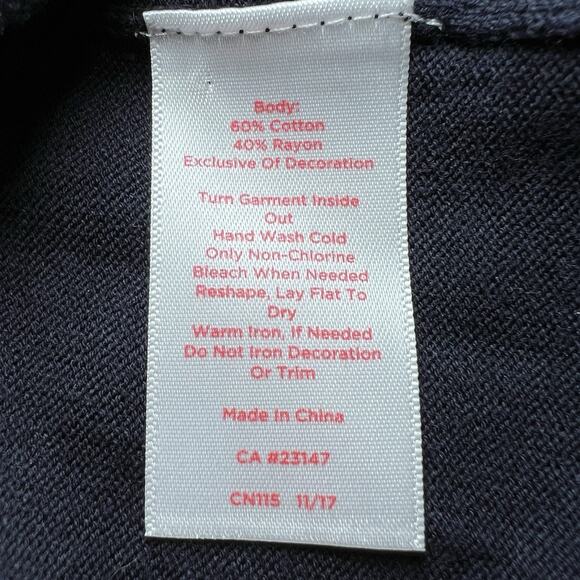 Body:
60% Cotton
40% Rayon
Exclusive Of Decoration
Turn Garment Inside
Out
Hand Wash Cold
Only Non-Chlorine
Bleach When Needed
Reshape, Lay Flat To
Dry
Warm Iron, If Needed
Do Not Iron Decoration
Or Trim
Made In China
CA #23147
CN115 11/17